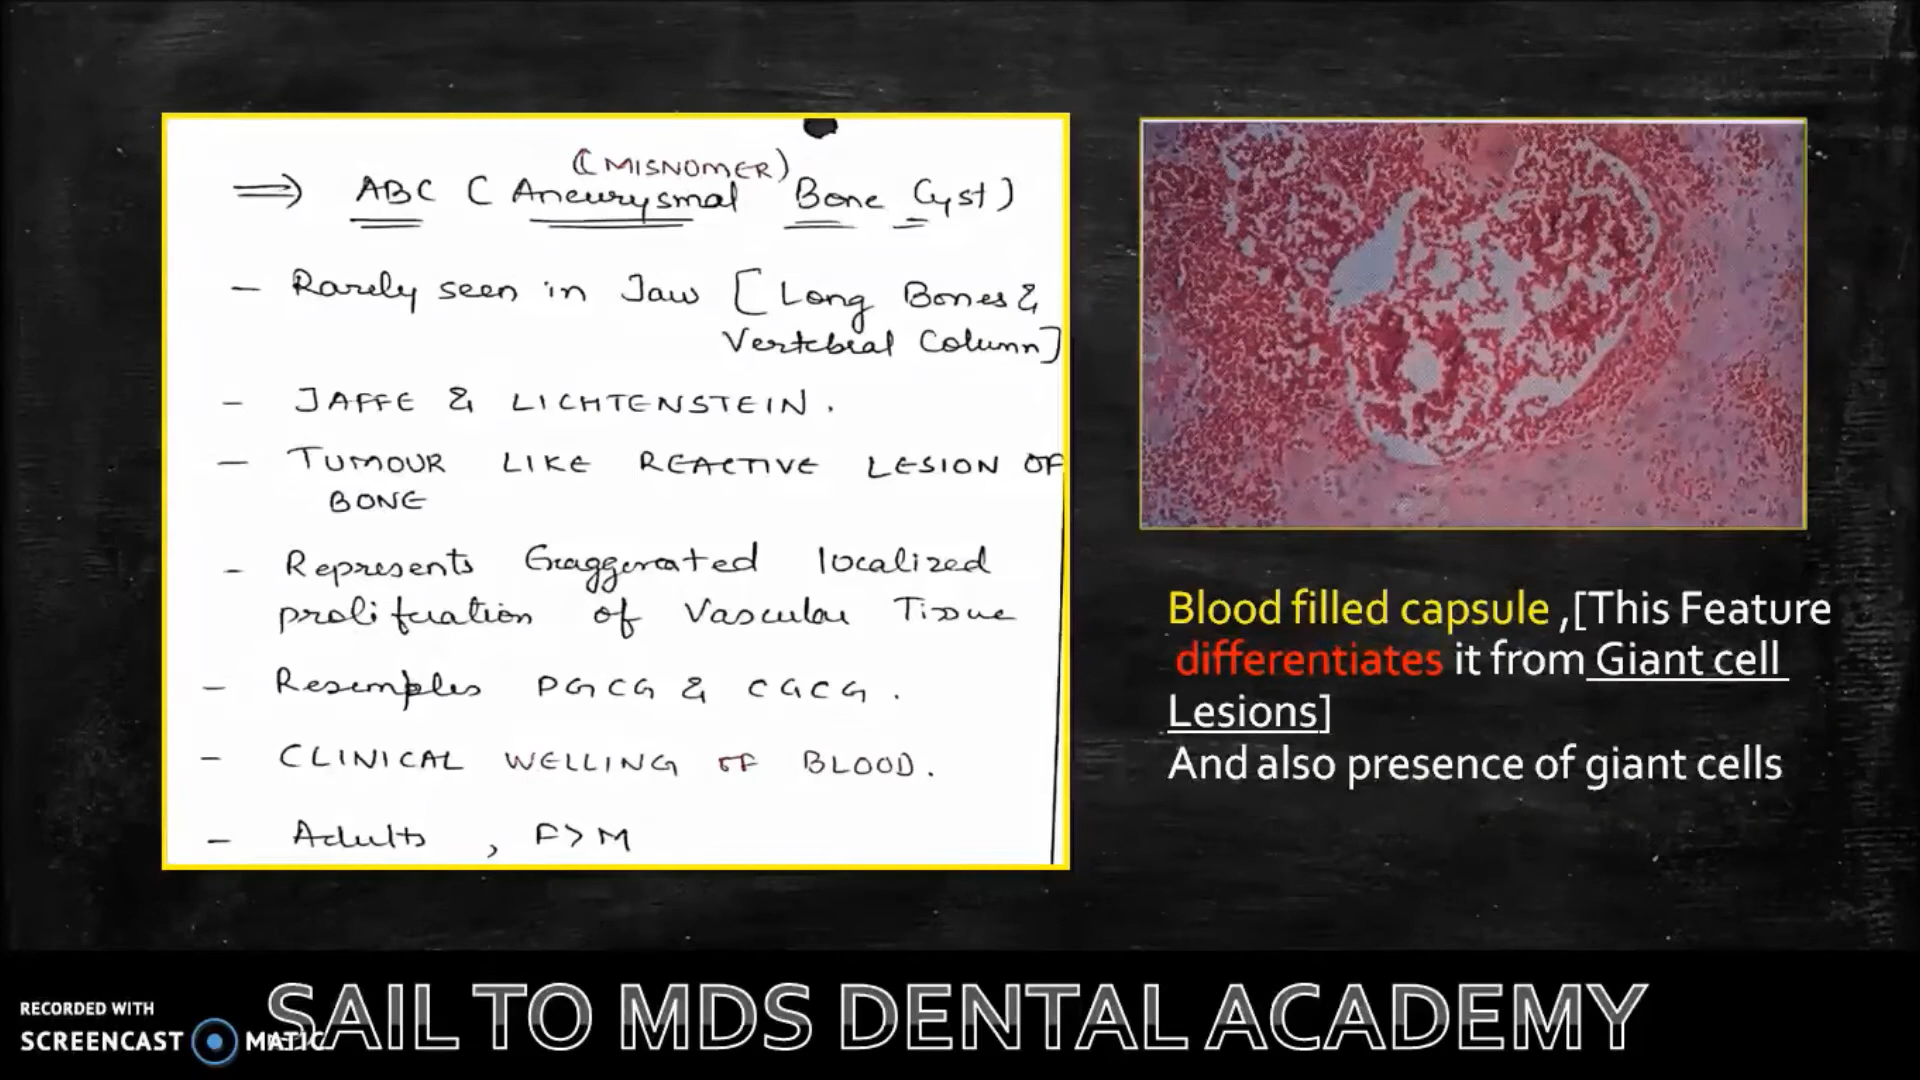 (MISNOMER)
⇒ ABC (Aneurysmal Bone Cyst)
- Rarely seen in Jaw [Long Bones &
Vertebral Column]
- JAFFE & LICHTENSTEIN.
- TUMOUR LIKE REACTIVE LESION OF
BONE
- Represents Exaggerated localized
proliferation of Vascular Tissue
- Resembles PGCG & CGCG.
- CLINICAL WELLING OF BLOOD.
- Adults, F>M
Blood filled capsule ,[This Feature
differentiates it from Giant cell
Lesions]
And also presence of giant cells
RECORDED WITH
SCREENCAST MATIC
SAIL TO MDS DENTAL ACADEMY